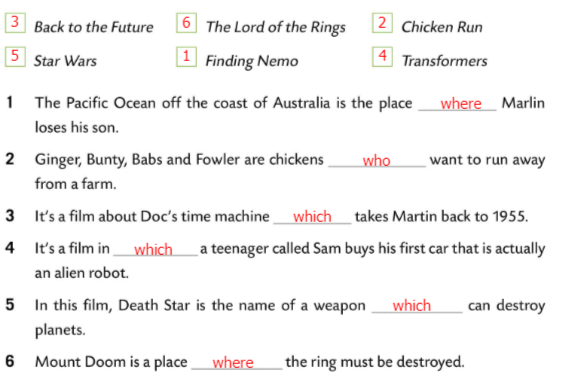 3 Back to the Future 6 The Lord of the Rings 2 Chicken Run
5 Star Wars 1 Finding Nemo 4 Transformers
1 The Pacific Ocean off the coast of Australia is the place where Marlin
loses his son.
2 Ginger, Bunty, Babs and Fowler are chickens who want to run away
from a farm.
3 It's a film about Doc's time machine which takes Martin back to 1955.
4 It's a film in which a teenager called Sam buys his first car that is actually
an alien robot.
5 In this film, Death Star is the name of a weapon which can destroy
planets.
6 Mount Doom is a place where the ring must be destroyed.